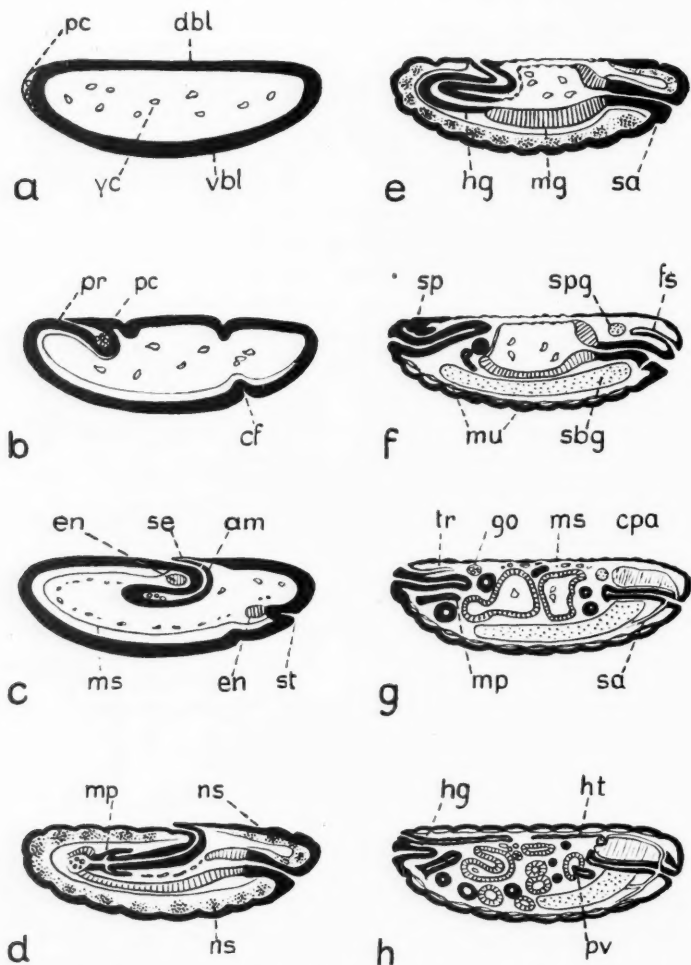 pc dbl
yc vbl
a
hg mg sa
e
pr pc
cf
b
sp spg fs
mu sbg
f
en se am
ms en st
c
tr go ms cpa
mp sa
g
mp ns
ns
d
hg ht
pv
h